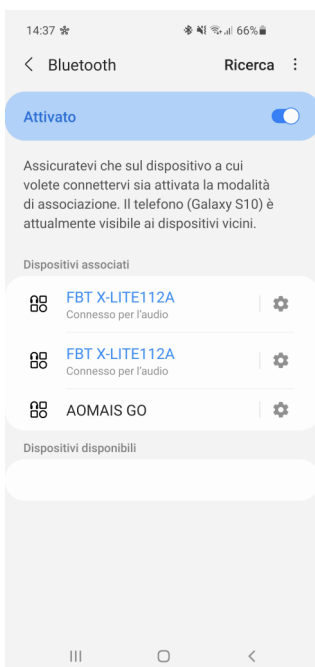 14:37 66%
Bluetooth Ricerca
Attivato
Assicuratevi che sul dispositivo a cui
volete connettervi sia attivata la modalità
di associazione. Il telefono (Galaxy S10) è
attualmente visibile ai dispositivi vicini.
Dispositivi associati
FBT X-LITE112A
Connesso per l'audio
FBT X-LITE112A
Connesso per l'audio
AOMAIS GO
Dispositivi disponibili